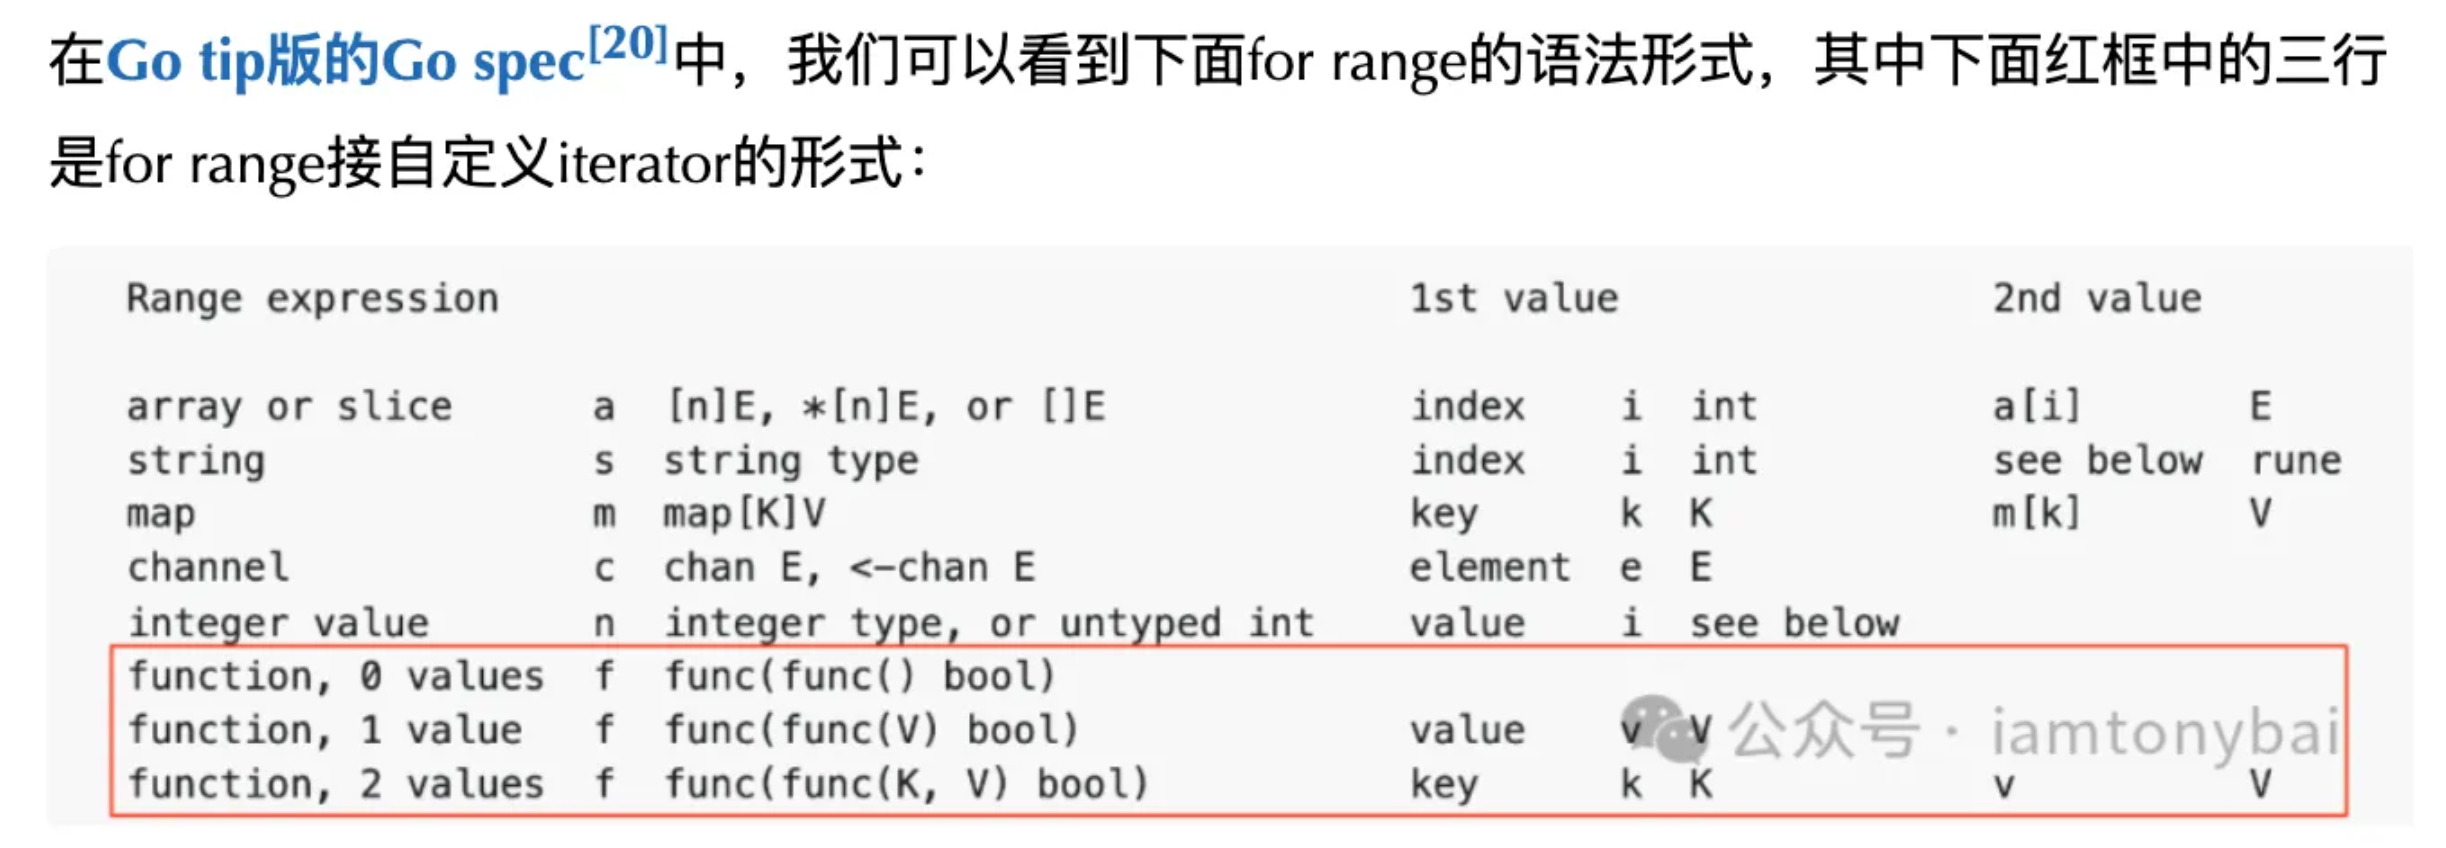 在Go tip版的Go spec[20]中，我们可以看到下面for range的语法形式，其中下面红框中的三行
是for range接自定义iterator的形式：
Range expression 1st value 2nd value
array or slice a [n]E, *[n]E, or []E index i int a[i] E
string s string type index i int see below rune
map m map[K]V key k K m[k] V
channel c chan E, <-chan E element e E
integer value n integer type, or untyped int value i see below
function, 0 values f func(func() bool)
function, 1 value f func(func(V) bool) value v V
公众号 · iamtonybai
function, 2 values f func(func(K, V) bool) key k K v V